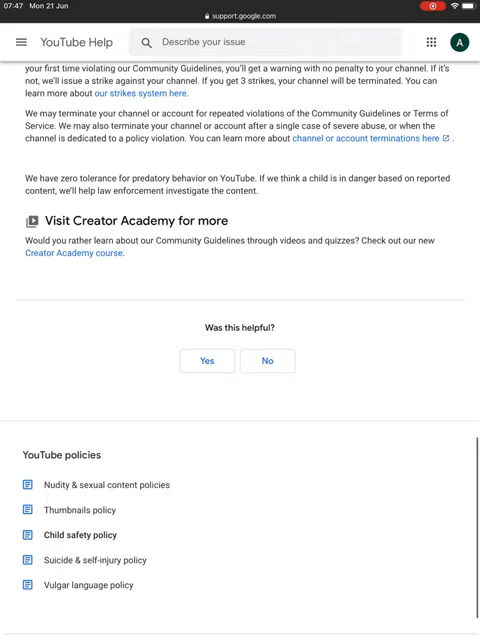 07:47 Mon 21 Jun
support.google.com
YouTube Help
Describe your issue
A
your first time violating our Community Guidelines, you'll get a warning with no penalty to your channel. If it's
not, we'll issue a strike against your channel. If you get 3 strikes, your channel will be terminated. You can
learn more about our strikes system here.
We may terminate your channel or account for repeated violations of the Community Guidelines or Terms of
Service. We may also terminate your channel or account after a single case of severe abuse, or when the
channel is dedicated to a policy violation. You can learn more about channel or account terminations here .
We have zero tolerance for predatory behavior on YouTube. If we think a child is in danger based on reported
content, we'll help law enforcement investigate the content.
Visit Creator Academy for more
Would you rather learn about our Community Guidelines through videos and quizzes? Check out our new
Creator Academy course.
Was this helpful?
Yes
No
YouTube policies
Nudity & sexual content policies
Thumbnails policy
Child safety policy
Suicide & self-injury policy
Vulgar language policy